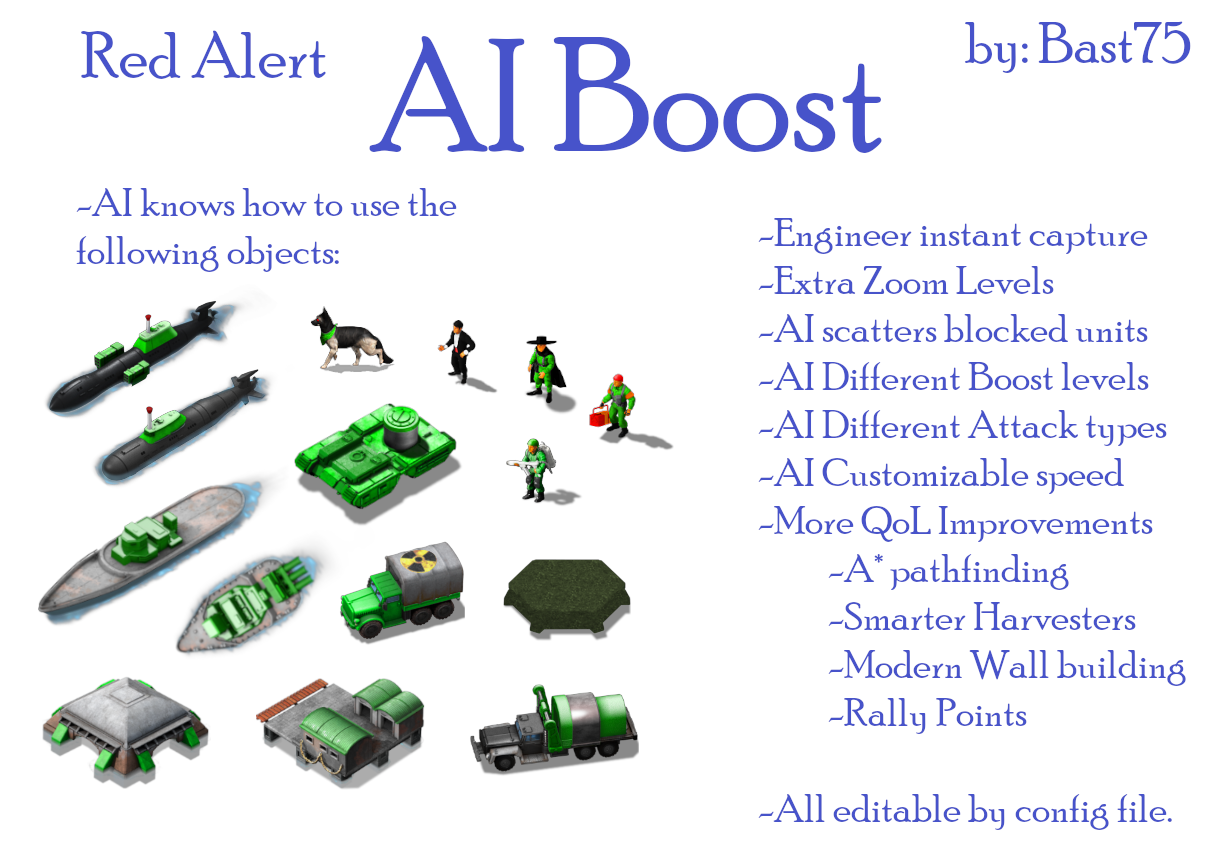 Red Alert
AI Boost
by: Bast75
-AI knows how to use the
following objects:
-Engineer instant capture
-Extra Zoom Levels
-AI scatters blocked units
-AI Different Boost levels
-AI Different Attack types
-AI Customizable speed
-More QoL Improvements
-A* pathfinding
-Smarter Harvesters
-Modern Wall building
-Rally Points
-All editable by config file.